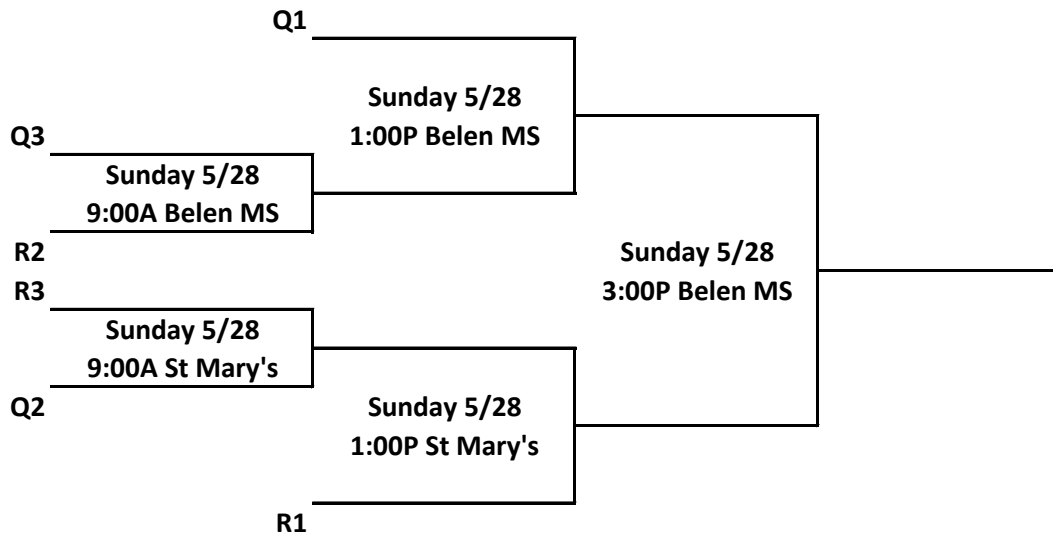 Q1
Sunday 5/28
1:00P Belen MS
Q3
Sunday 5/28
9:00A Belen MS
R2
Sunday 5/28
3:00P Belen MS
R3
Sunday 5/28
9:00A St Mary's
Q2
Sunday 5/28
1:00P St Mary's
R1